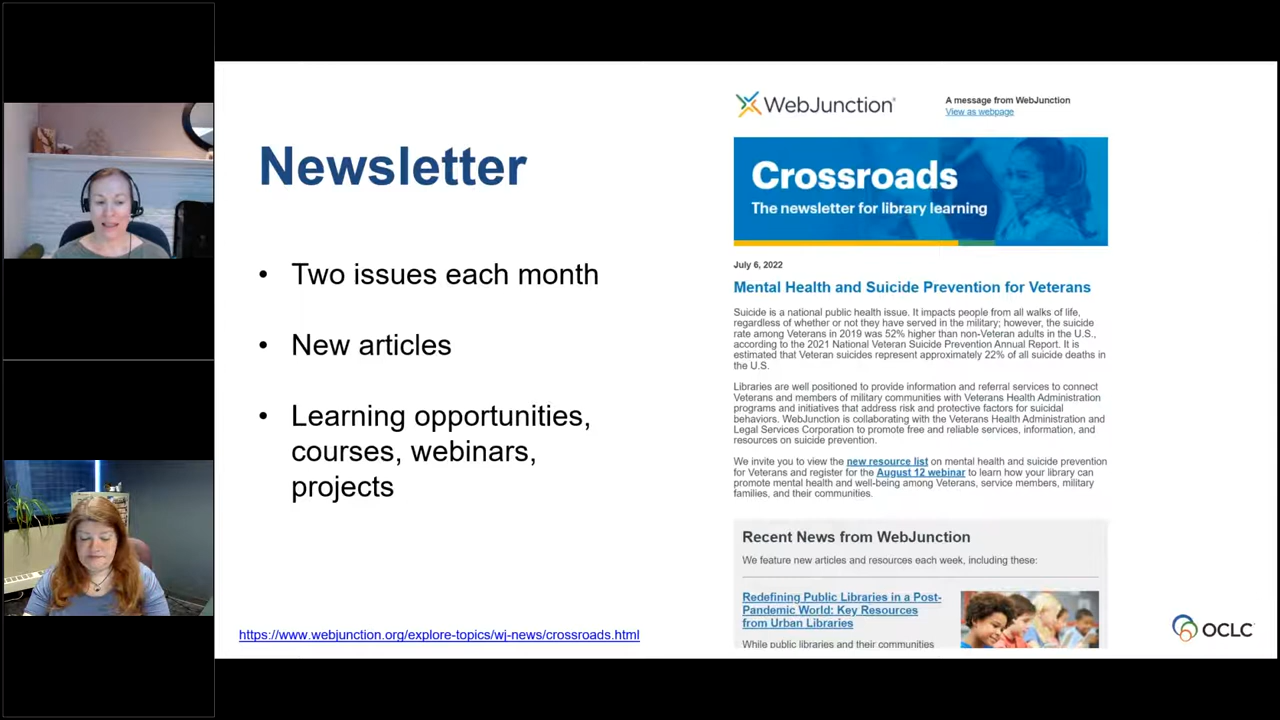 Newsletter
• Two issues each month
• New articles
• Learning opportunities,
courses, webinars,
projects
https://www.webjunction.org/explore-topics/wj-news/crossroads.html
WebJunction®
A message from WebJunction
View as webpage
Crossroads
The newsletter for library learning
July 6, 2022
Mental Health and Suicide Prevention for Veterans
Suicide is a national public health issue. It impacts people from all walks of life,
regardless of whether or not they have served in the military; however, the suicide
rate among Veterans in 2019 was 52% higher than non-Veteran adults in the U.S.,
according to the 2021 National Veteran Suicide Prevention Annual Report. It is
estimated that Veteran suicides represent approximately 22% of all suicide deaths in
the U.S.
Libraries are well positioned to provide information and referral services to connect
Veterans and members of military communities with Veterans Health Administration
programs and initiatives that address risk and protective factors for suicidal
behaviors. WebJunction is collaborating with the Veterans Health Administration and
Legal Services Corporation to promote free and reliable services, information, and
resources on suicide prevention.
We invite you to view the new resource list on mental health and suicide prevention
for Veterans and register for the August 12 webinar to learn how your library can
promote mental health and well-being among Veterans, service members, military
families, and their communities.
Recent News from WebJunction
We feature new articles and resources each week, including these:
Redefining Public Libraries in a Post-
Pandemic World: Key Resources
from Urban Libraries
While public libraries and their communities
OCLC